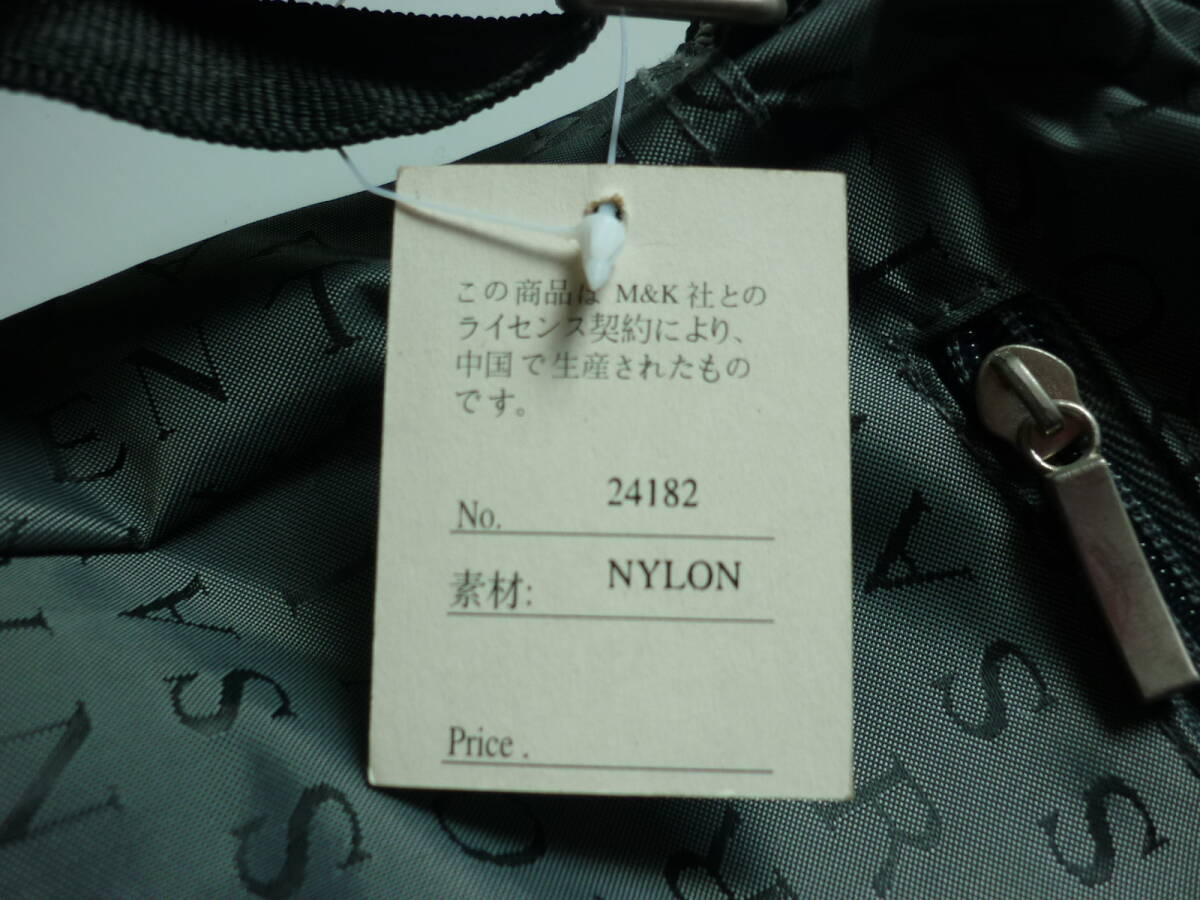 この商品は M&K 社との
ライセンス契約により、
中国で生産されたもの
です。
No. 24182
素材: NYLON
Price .